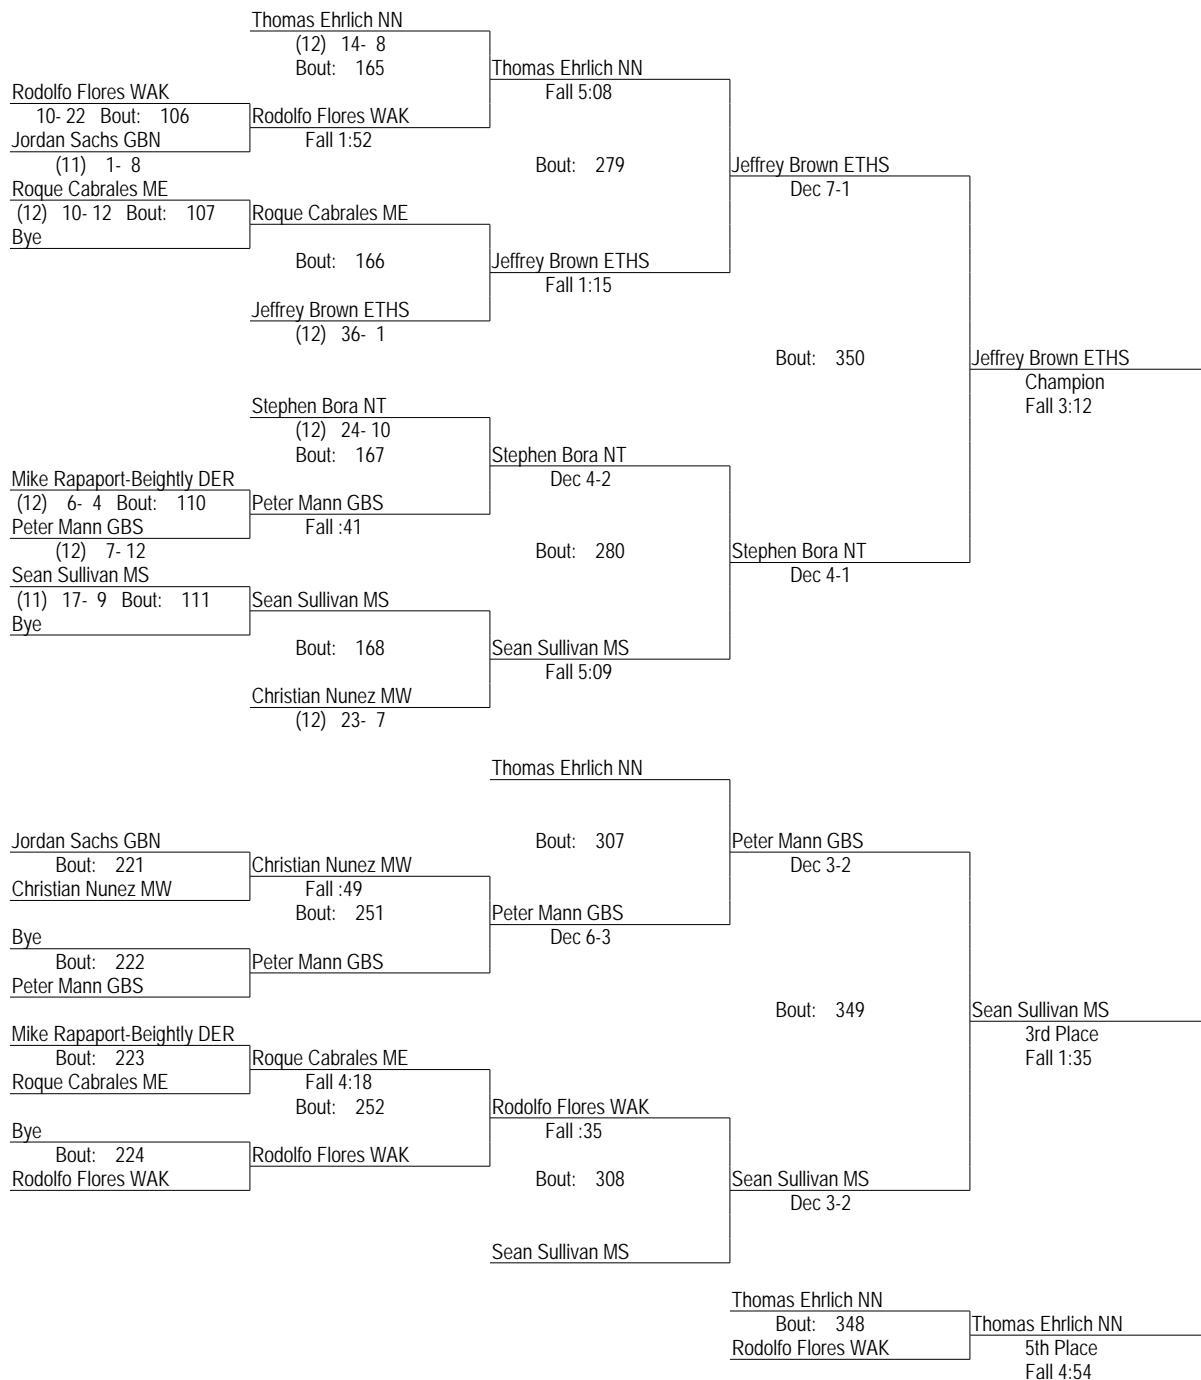 Thomas Ehrlich NN
(12) 14- 8
Bout: 165
Thomas Ehrlich NN
Fall 5:08
Rodolfo Flores WAK
10- 22 Bout: 106
Rodolfo Flores WAK
Fall 1:52
Jordan Sachs GBN
(11) 1- 8
Bout: 279
Jeffrey Brown ETHS
Dec 7-1
Roque Cabrales ME
(12) 10- 12 Bout: 107
Roque Cabrales ME
Bye
Bout: 166
Jeffrey Brown ETHS
Fall 1:15
Jeffrey Brown ETHS
(12) 36- 1
Bout: 350
Jeffrey Brown ETHS
Champion
Fall 3:12
Stephen Bora NT
(12) 24- 10
Bout: 167
Stephen Bora NT
Dec 4-2
Mike Rapaport-Beightly DER
(12) 6- 4 Bout: 110
Peter Mann GBS
Fall :41
Peter Mann GBS
(12) 7- 12
Bout: 280
Stephen Bora NT
Dec 4-1
Sean Sullivan MS
(11) 17- 9 Bout: 111
Sean Sullivan MS
Bye
Bout: 168
Sean Sullivan MS
Fall 5:09
Christian Nunez MW
(12) 23- 7
Thomas Ehrlich NN
Bout: 307
Peter Mann GBS
Dec 3-2
Jordan Sachs GBN
Bout: 221
Christian Nunez MW
Christian Nunez MW
Fall :49
Bout: 251
Peter Mann GBS
Dec 6-3
Bye
Bout: 222
Peter Mann GBS
Peter Mann GBS
Bout: 349
Sean Sullivan MS
3rd Place
Fall 1:35
Mike Rapaport-Beightly DER
Bout: 223
Roque Cabrales ME
Roque Cabrales ME
Fall 4:18
Bout: 252
Rodolfo Flores WAK
Fall :35
Bye
Bout: 224
Rodolfo Flores WAK
Rodolfo Flores WAK
Bout: 308
Sean Sullivan MS
Dec 3-2
Sean Sullivan MS
Thomas Ehrlich NN
Bout: 348
Rodolfo Flores WAK
Thomas Ehrlich NN
5th Place
Fall 4:54